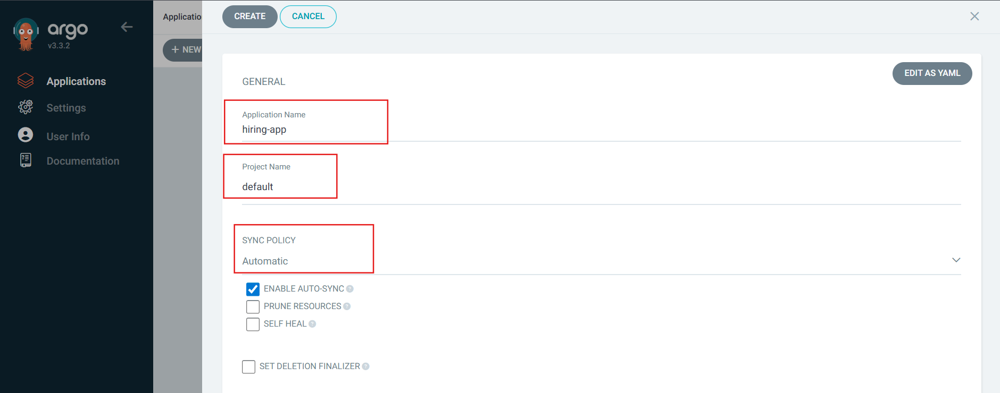 argo
v3.3.2
Applications
Settings
User Info
Documentation
Applicatio
+ NEW
CREATE
CANCEL
EDIT AS YAML
GENERAL
Application Name
hiring-app
Project Name
default
SYNC POLICY
Automatic
ENABLE AUTO-SYNC ?
PRUNE RESOURCES ?
SELF HEAL ?
SET DELETION FINALIZER ?